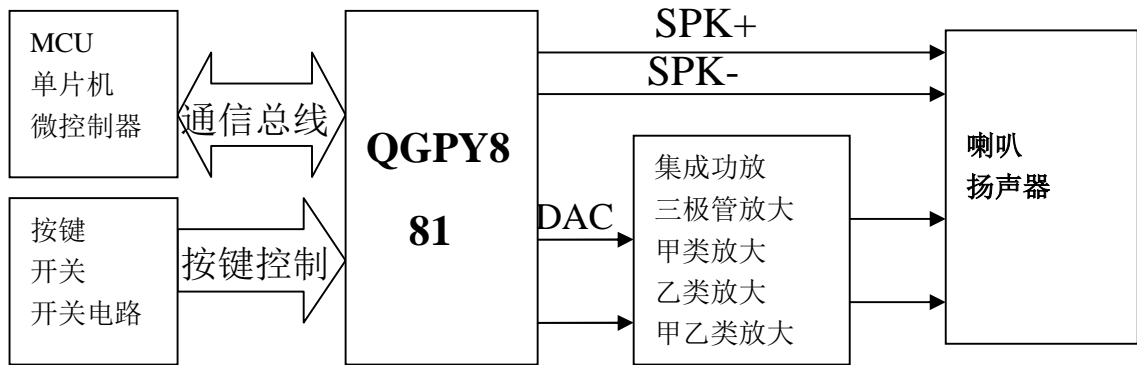 MCU
单片机
微控制器
通信总线
按键
开关
开关电路
按键控制
QGPY8
81
SPK+
SPK-
DAC
集成功放
三极管放大
甲类放大
乙类放大
甲乙类放大
喇叭
扬声器